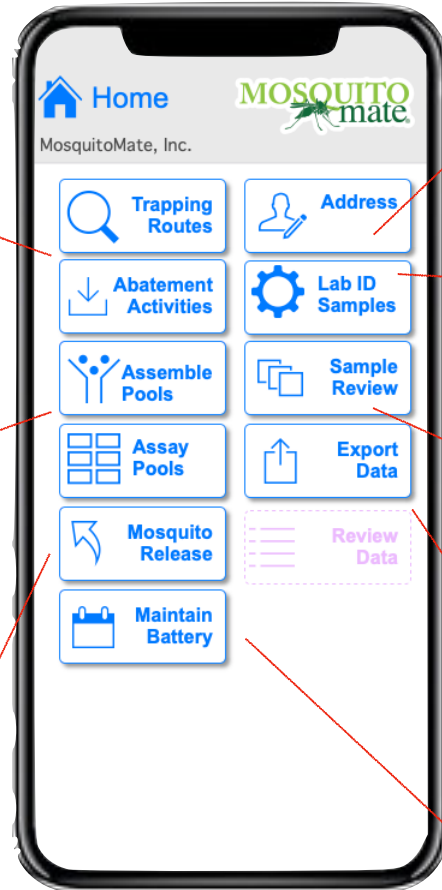 Home
MOSQUITO
mate
MosquitoMate, Inc.
Trapping
Routes
Address
Abatement
Activities
Lab ID
Samples
Assemble
Pools
Sample
Review
Assay
Pools
Export
Data
Mosquito
Release
Review
Data
Maintain
Battery